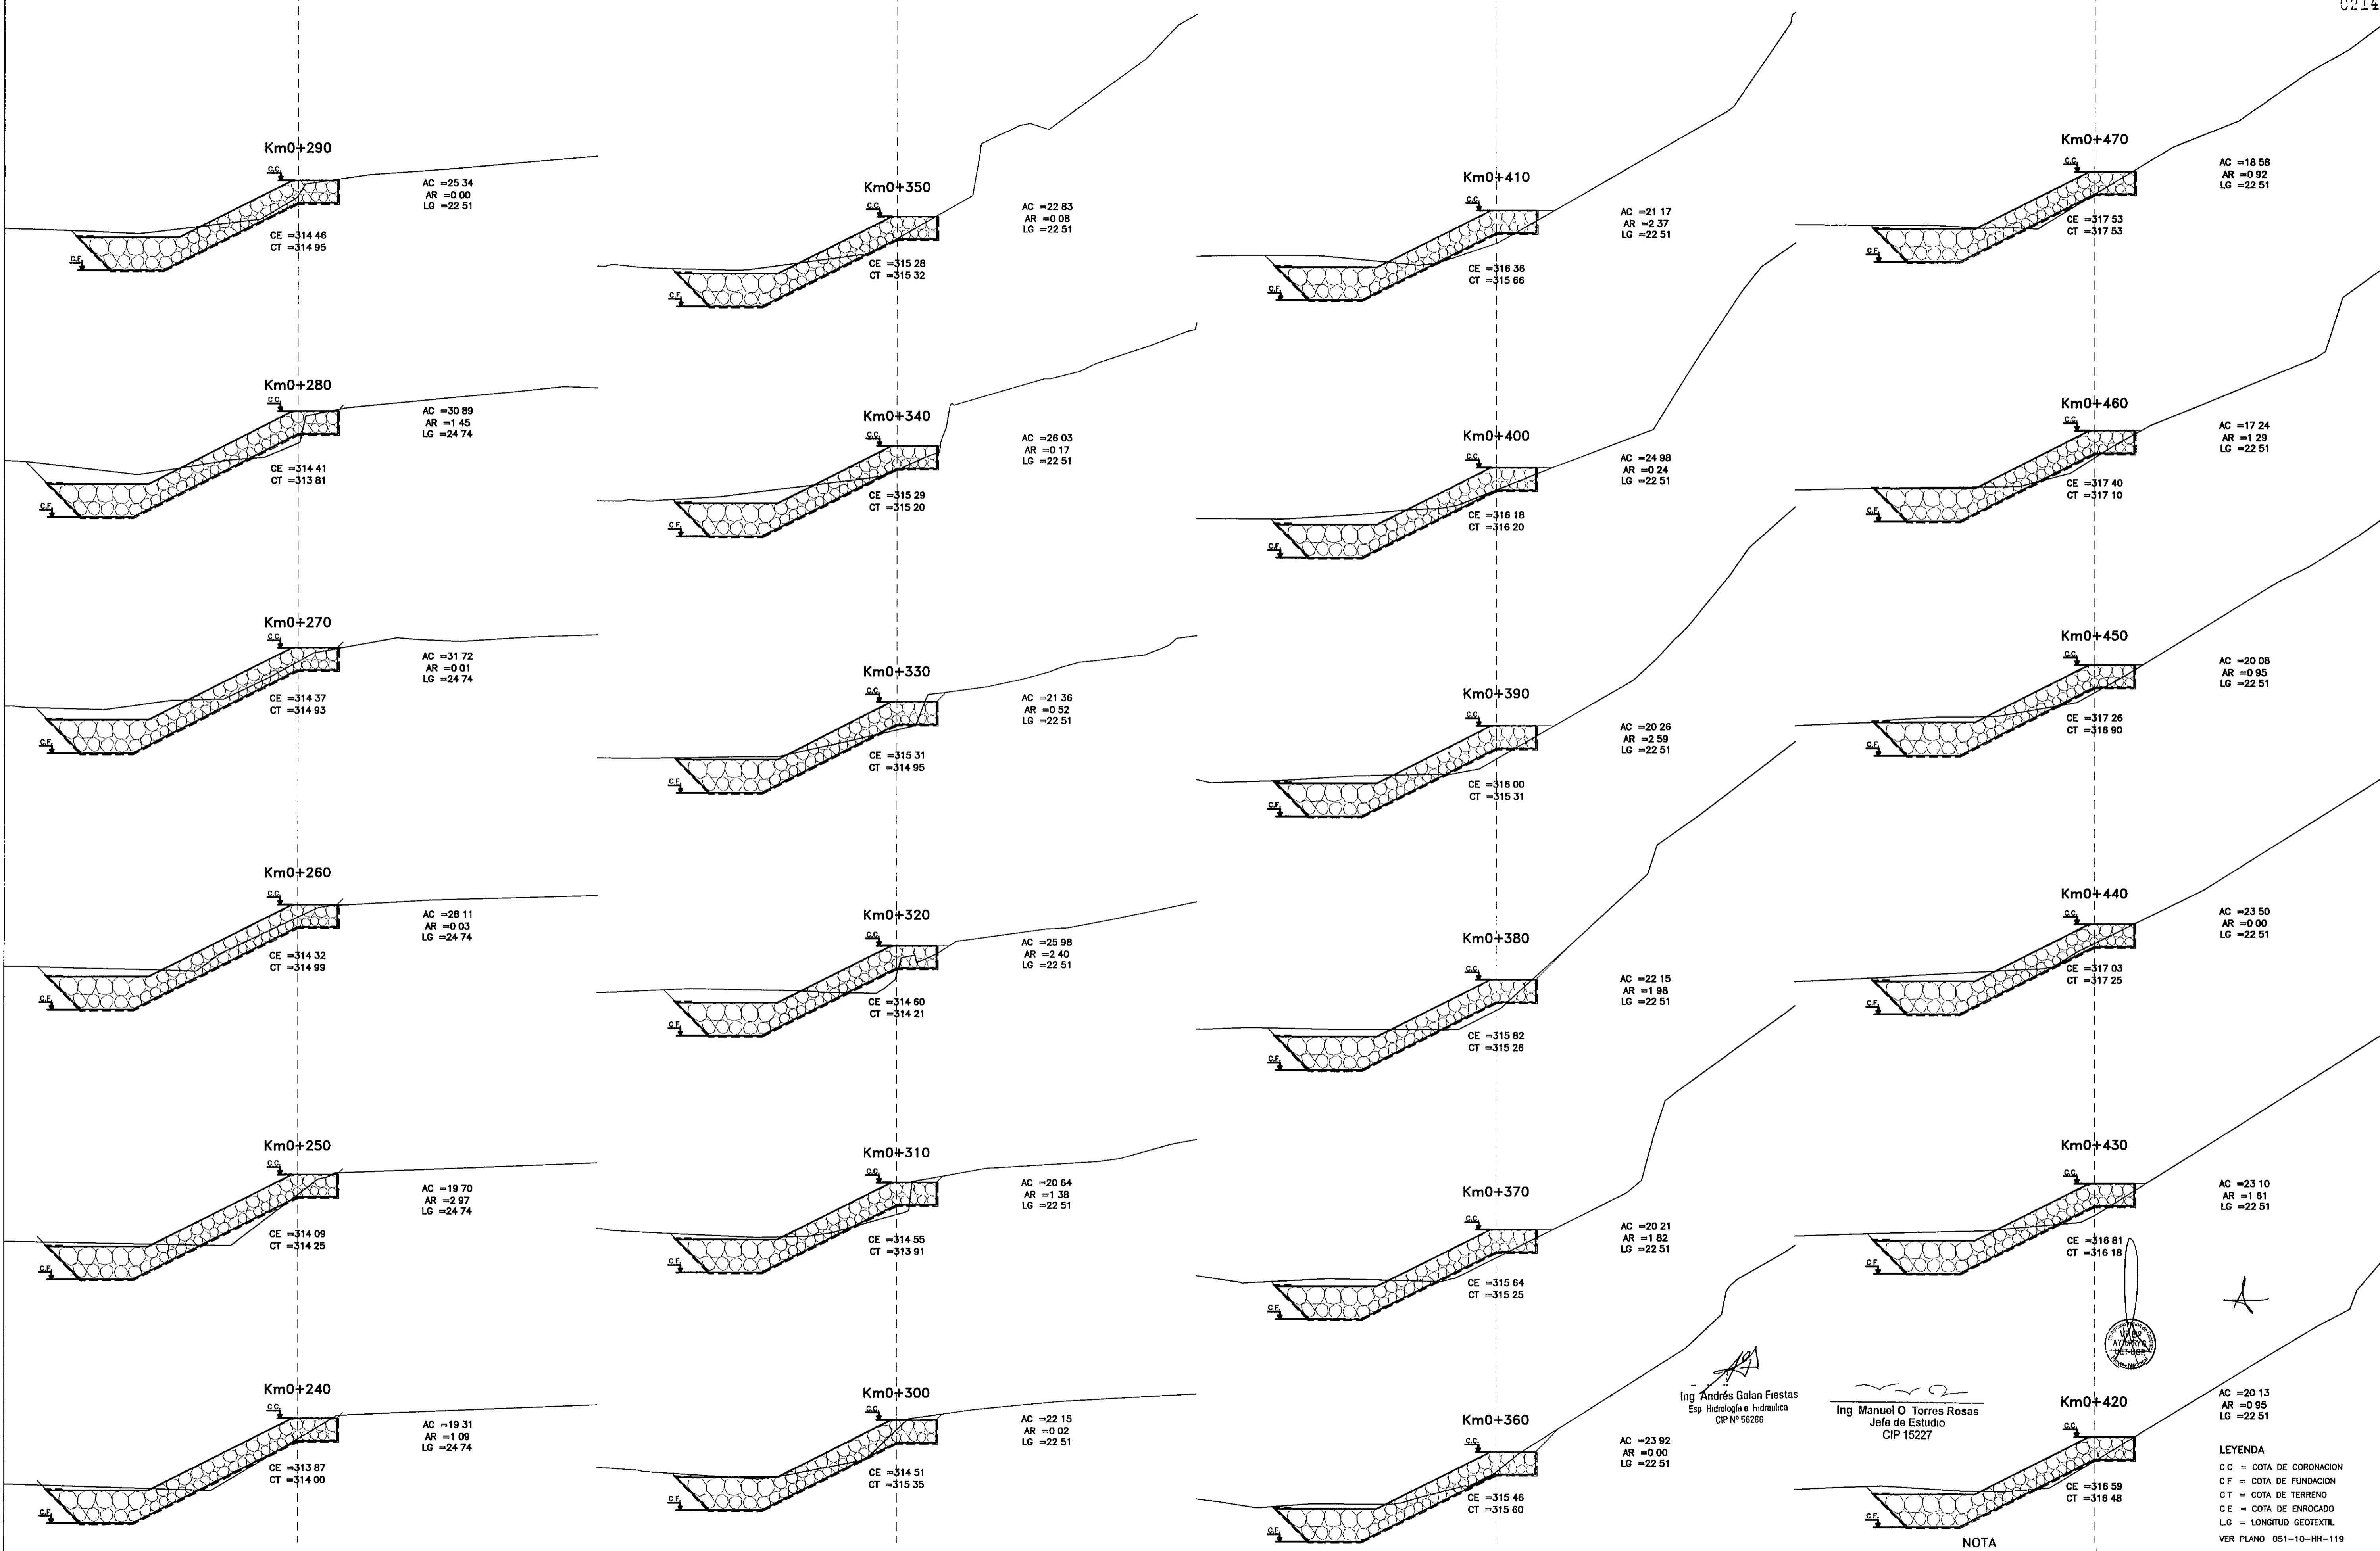 0214
Km0+290
C.C.
AC =25 34
AR =0 00
LG =22 51
C.F.
CE =314 46
CT =314 95
Km0+280
C.C.
AC =30 89
AR =1 45
LG =24 74
C.F.
CE =314 41
CT =313 81
Km0+270
C.C.
AC =31 72
AR =0 01
LG =24 74
C.F.
CE =314 37
CT =314 93
Km0+260
C.C.
AC =28 11
AR =0 03
LG =24 74
C.F.
CE =314 32
CT =314 99
Km0+250
C.C.
AC =19 70
AR =2 97
LG =24 74
C.F.
CE =314 09
CT =314 25
Km0+240
C.C.
AC =19 31
AR =1 09
LG =24 74
C.F.
CE =313 87
CT =314 00
Km0+350
C.C.
AC =22 83
AR =0 08
LG =22 51
C.F.
CE =315 28
CT =315 32
Km0+340
C.C.
AC =26 03
AR =0 17
LG =22 51
C.F.
CE =315 29
CT =315 20
Km0+330
C.C.
AC =21 36
AR =0 52
LG =22 51
C.F.
CE =315 31
CT =314 95
Km0+320
C.C.
AC =25 98
AR =2 40
LG =22 51
C.F.
CE =314 60
CT =314 21
Km0+310
C.C.
AC =20 64
AR =1 38
LG =22 51
C.F.
CE =314 55
CT =313 91
Km0+300
C.C.
AC =22 15
AR =0 02
LG =22 51
C.F.
CE =314 51
CT =315 35
Km0+410
C.C.
AC =21 17
AR =2 37
LG =22 51
C.F.
CE =316 36
CT =315 66
Km0+400
C.C.
AC =24 98
AR =0 24
LG =22 51
C.F.
CE =316 18
CT =316 20
Km0+390
C.C.
AC =20 26
AR =2 59
LG =22 51
C.F.
CE =316 00
CT =315 31
Km0+380
C.C.
AC =22 15
AR =1 98
LG =22 51
C.F.
CE =315 82
CT =315 26
Km0+370
C.C.
AC =20 21
AR =1 82
LG =22 51
C.F.
CE =315 64
CT =315 25
Km0+360
C.C.
AC =23 92
AR =0 00
LG =22 51
C.F.
CE =315 46
CT =315 60
Km0+470
C.C.
AC =18 58
AR =0 92
LG =22 51
C.F.
CE =317 53
CT =317 53
Km0+460
C.C.
AC =17 24
AR =1 29
LG =22 51
C.F.
CE =317 40
CT =317 10
Km0+450
C.C.
AC =20 08
AR =0 95
LG =22 51
C.F.
CE =317 26
CT =316 90
Km0+440
C.C.
AC =23 50
AR =0 00
LG =22 51
C.F.
CE =317 03
CT =317 25
Km0+430
C.C.
AC =23 10
AR =1 61
LG =22 51
C.F.
CE =316 81
CT =316 18
Km0+420
C.C.
AC =20 13
AR =0 95
LG =22 51
C.F.
CE =316 59
CT =316 48
Ing Andrés Galan Fiestas
Esp Hidrologia e hidraulica
CIP Nº 56286
Ing Manuel O Torres Rosas
Jefe de Estudio
CIP 15227
LEYENDA
C C = COTA DE CORONACION
C F = COTA DE FUNDACION
C T = COTA DE TERRENO
C E = COTA DE ENROCADO
L.G = LONGITUD GEOTEXTIL
VER PLANO 051-10-HH-119
NOTA